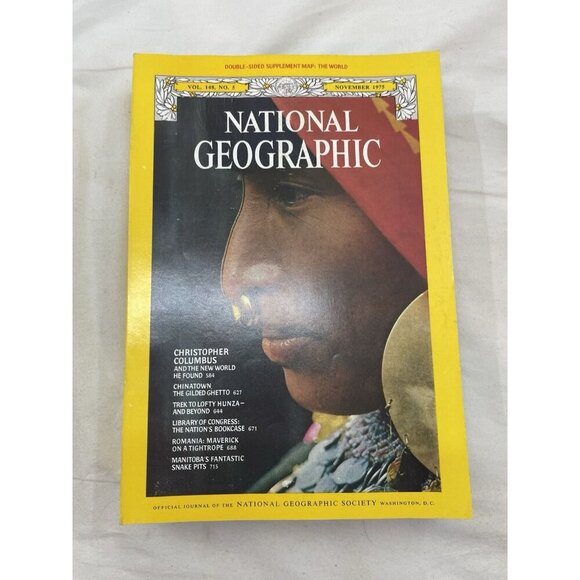 DOUBLE-SIDED SUPPLEMENT MAP: THE WORLD
VOL. 148, NO. 5
NOVEMBER 1975
NATIONAL
GEOGRAPHIC
CHRISTOPHER
COLUMBUS
AND THE NEW WORLD
HE FOUND 584
CHINATOWN,
THE GILDED GHETTO 627
TREK TO LOFTY HUNZA—
AND BEYOND 644
LIBRARY OF CONGRESS:
THE NATION'S BOOKCASE 671
ROMANIA: MAVERICK
ON A TIGHTROPE 688
MANITOBA'S FANTASTIC
SNAKE PITS 715
OFFICIAL JOURNAL OF THE NATIONAL GEOGRAPHIC SOCIETY WASHINGTON, D.C.